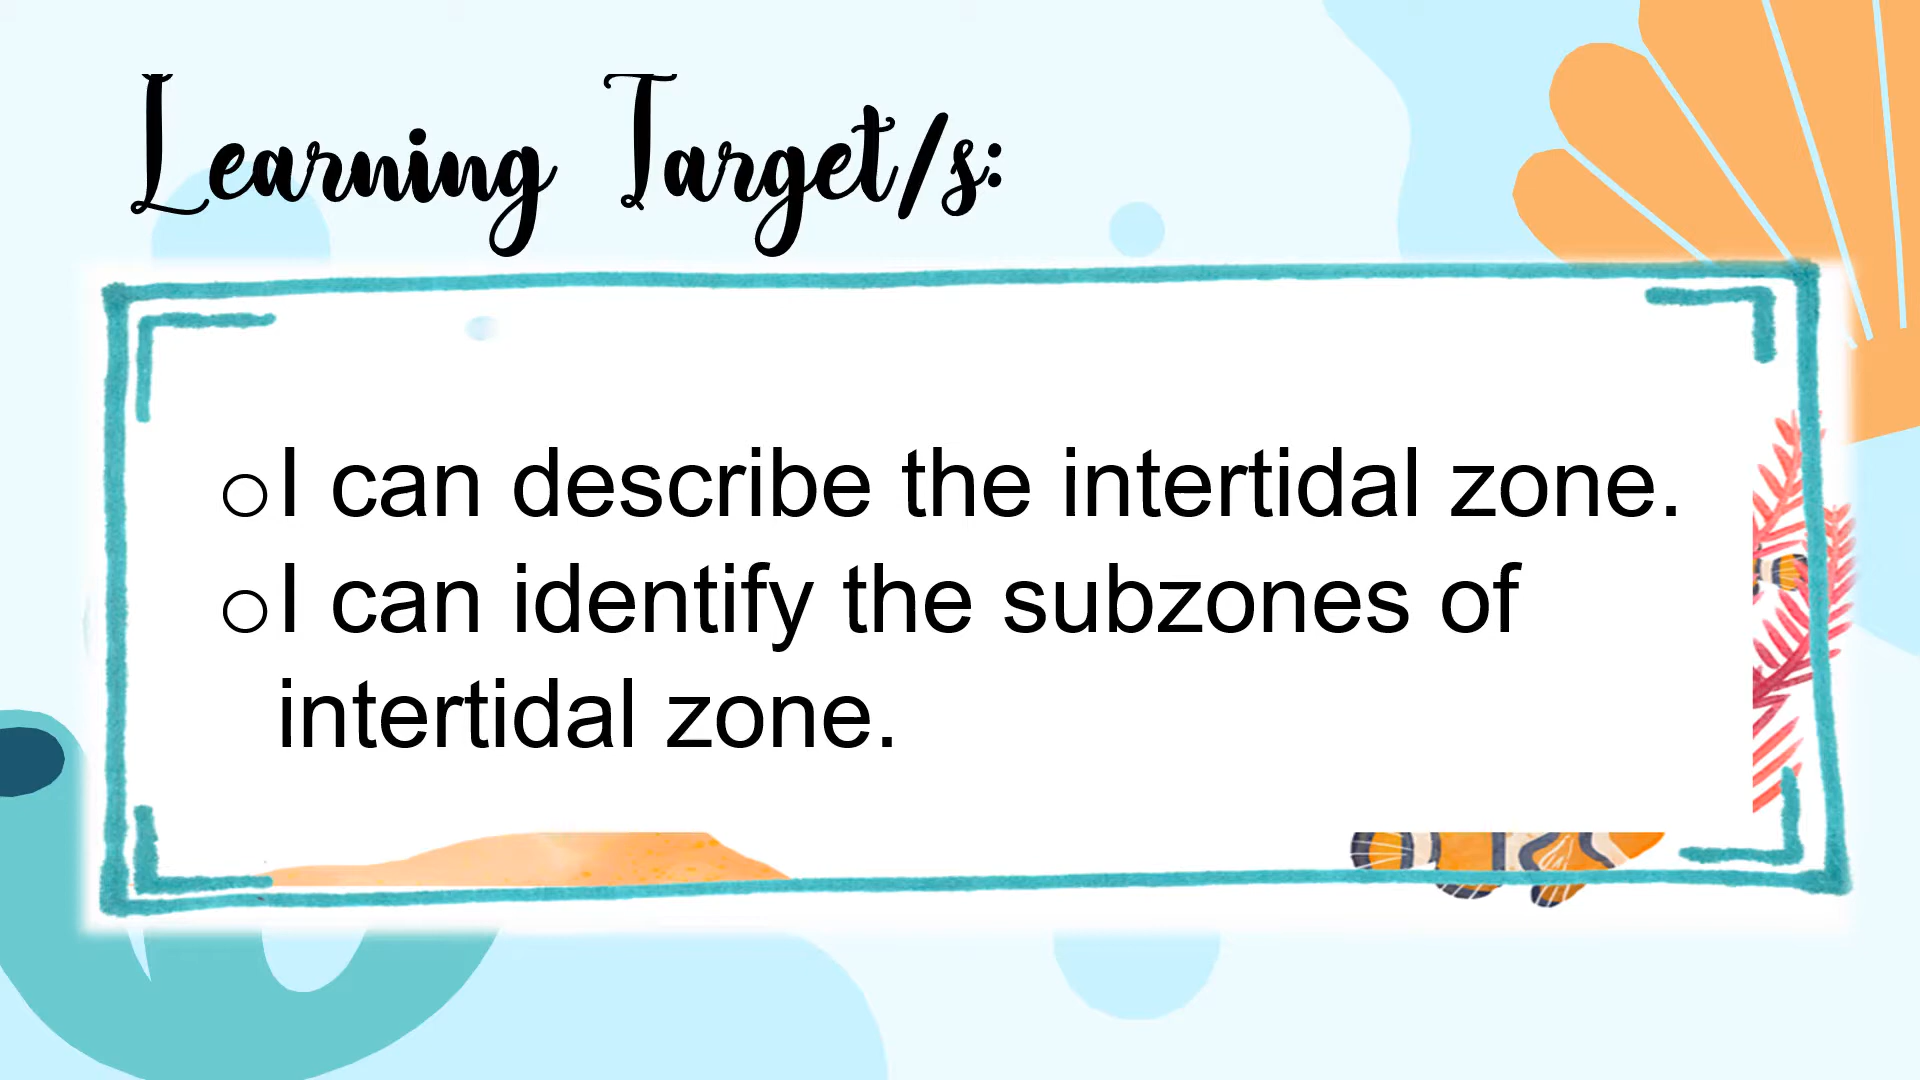 Learning Target/s:
○I can describe the intertidal zone.
○I can identify the subzones of
intertidal zone.